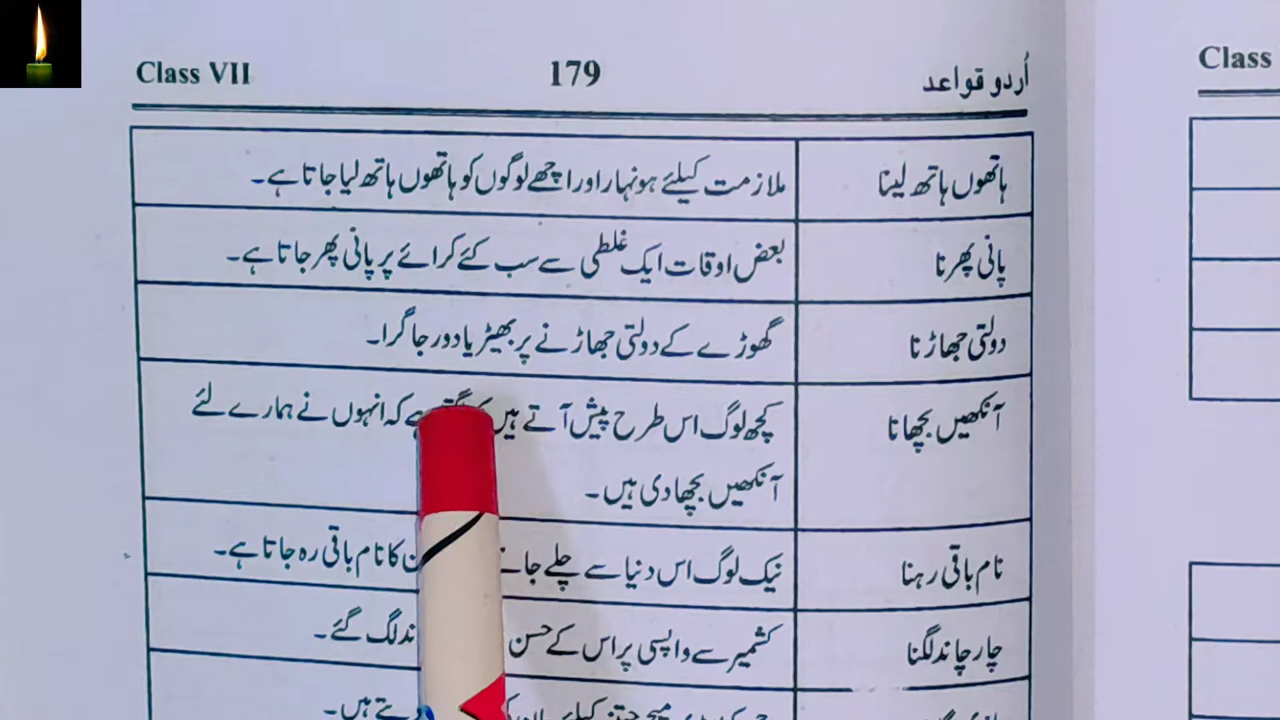 Class VII 179 اُردو قواعد
Class
ہاتھوں ہاتھ لینا ملازمت کیلئے ہونہار اور اچھے لوگوں کو ہاتھوں ہاتھ لیا جاتا ہے۔
پانی پھرنا بعض اوقات ایک غلطی سے سب کئے کرائے پر پانی پھر جاتا ہے۔
دولتی جھاڑنا گھوڑے کے دولتی جھاڑنے پر بھیڑیا دور جا گرا۔
آنکھیں بچھانا کچھ لوگ اس طرح پیش آتے ہیں کہ انہوں نے ہمارے لئے
آنکھیں بچھا دی ہیں۔
نام باقی رہنا نیک لوگ اس دنیا سے چلے کا نام باقی رہ جاتا ہے۔
چار چاند لگنا کشمیر سے واپسی پر اس کے حسن لگ گئے۔
دیتے ہیں۔